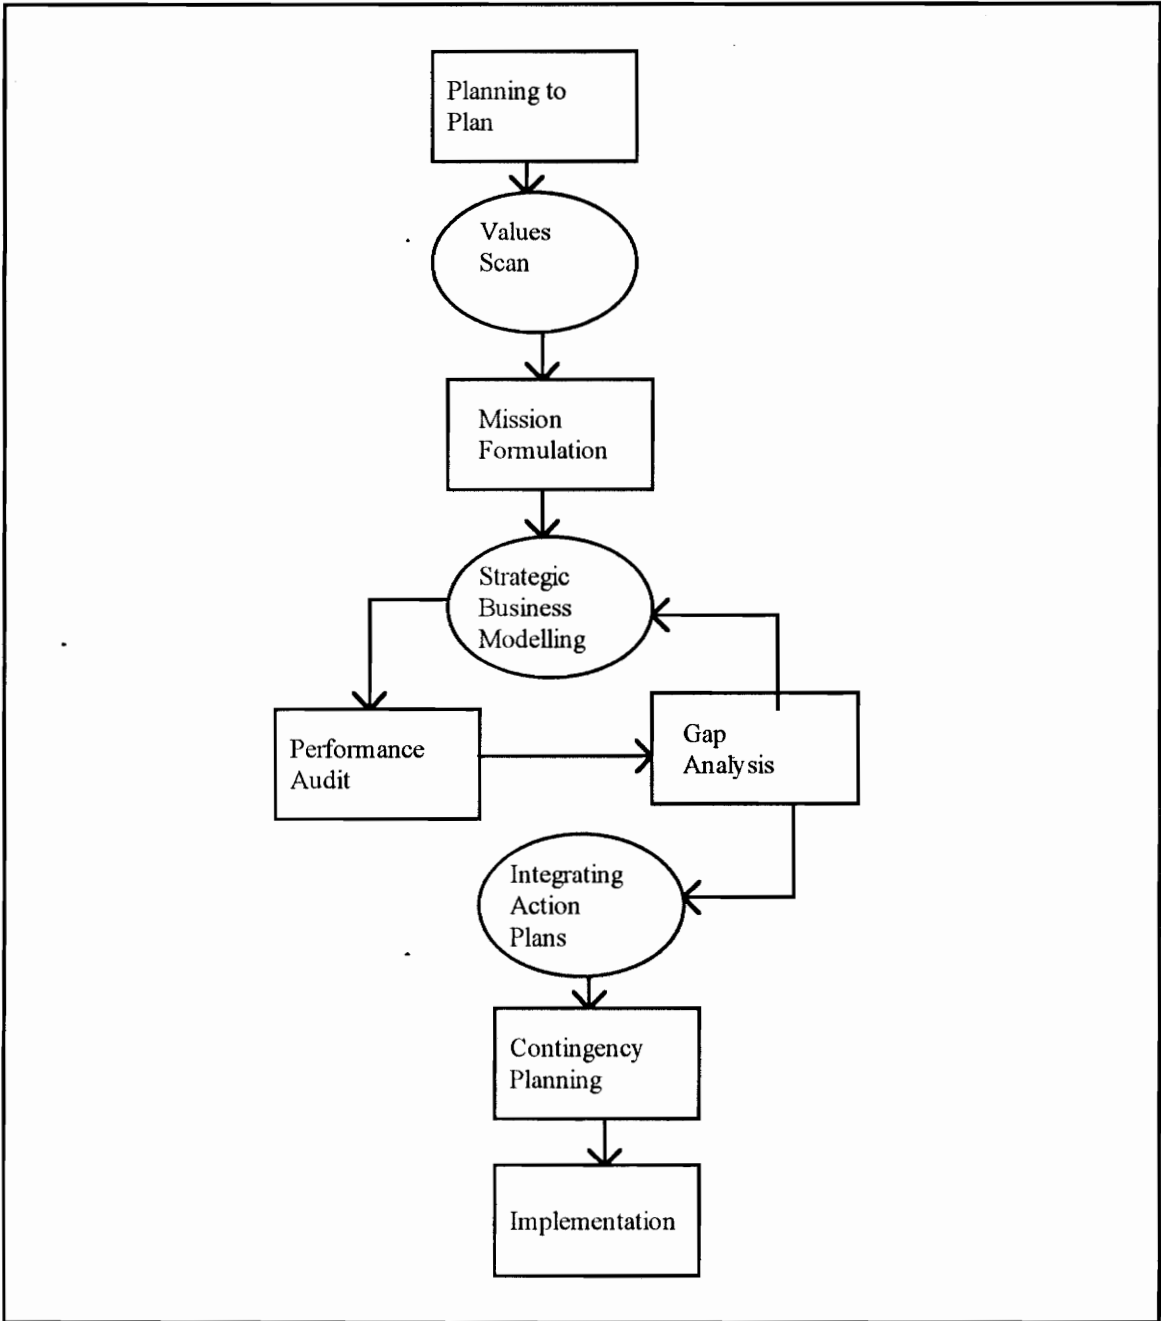 Planning to
Plan
Values
Scan
Mission
Formulation
Strategic
Business
Modelling
Performance
Audit
Gap
Analysis
Integrating
Action
Plans
Contingency
Planning
Implementation